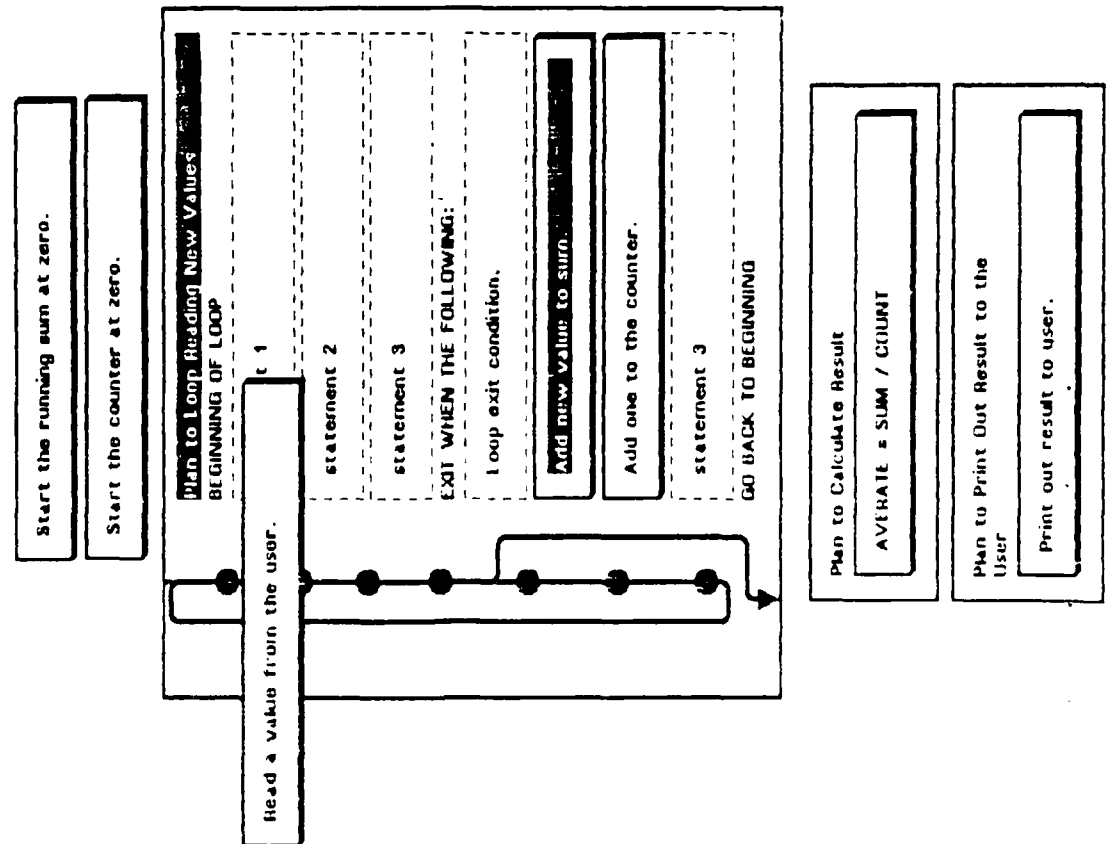 Start the running sum at zero.
Start the counter at zero.
Plan to Loop Reading New Values
BEGINNING OF LOOP
t 1
Read a value from the user.
statement 2
statement 3
EXIT WHEN THE FOLLOWING:
Loop exit condition.
Add new value to sum.
Add one to the counter.
statement 3
GO BACK TO BEGINNING
Plan to Calculate Result
AVERATE = SUM / COUNT
Plan to Print Out Result to the
User
Print out result to user.